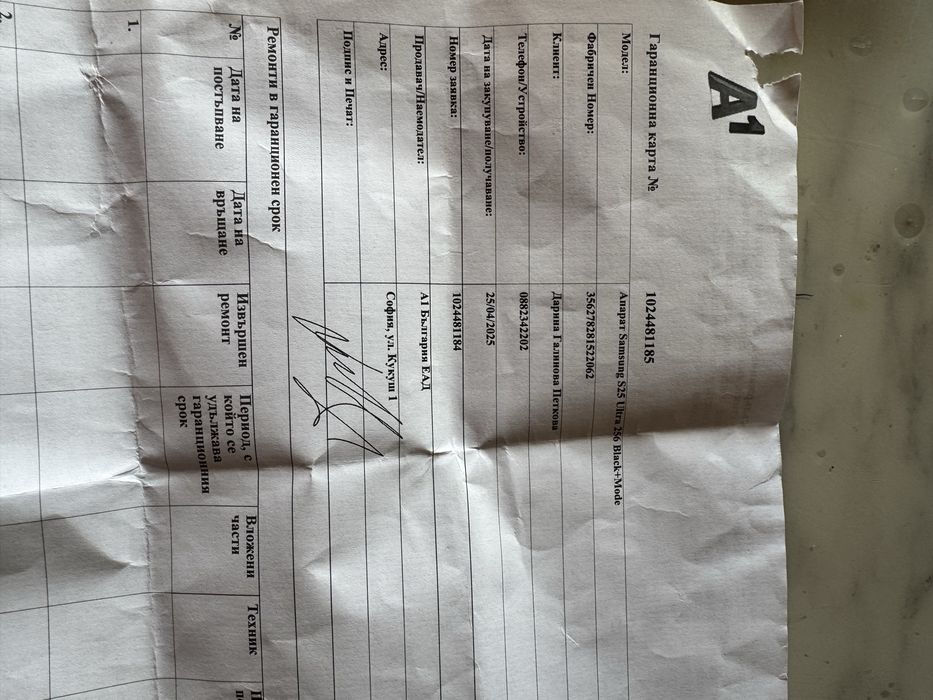 A1
Гаранционна карта № 1024481185
Модел: Апарат Samsung S25 Ultra 256 Black+Mode
Фабричен Номер: 356278281522062
Клиент: Дарина Галинова Петкова
Телефон/Устройство: 0882342202
Дата на закупуване/получаване: 25/04/2025
Номер заявка: 1024481184
Продавач/Наемодател: А1 България ЕАД
Адрес: София, ул. Кукуш 1
Подпис и Печат:
Ремонти в гаранционен срок
№ Дата на постъпване Дата на връщане Извършен ремонт Период, с който се удължава гаранционния срок Вложени части Техник
1.
2.